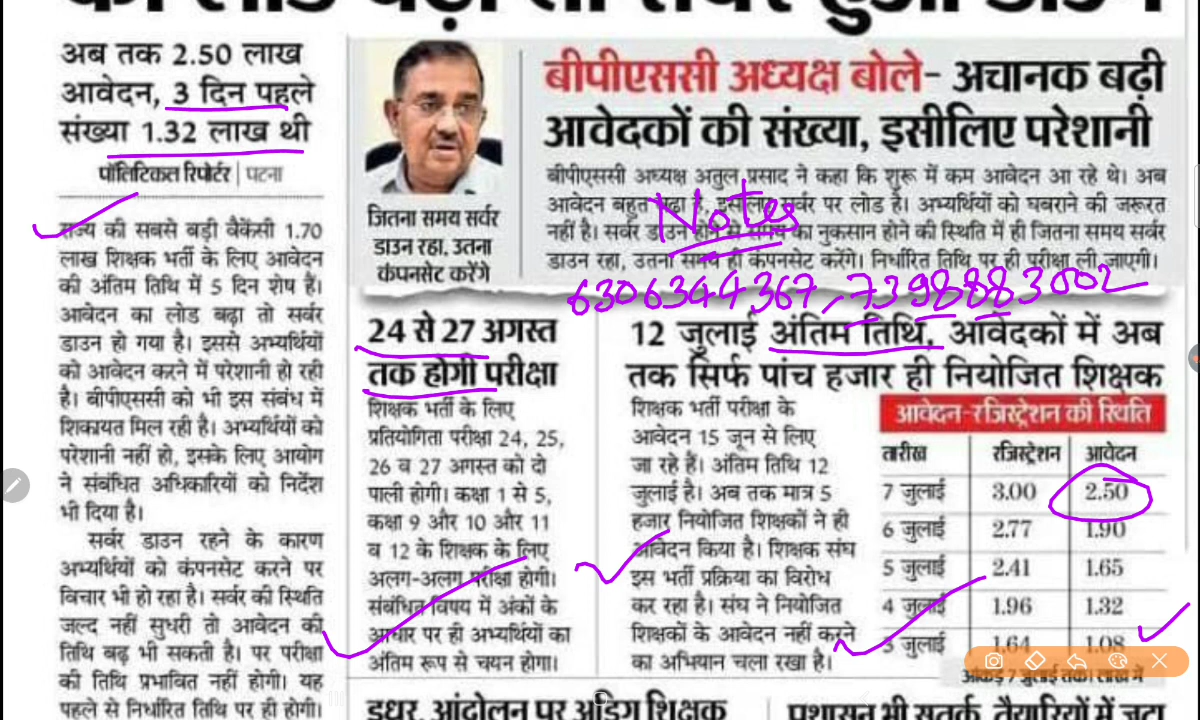 अब तक 2.50 लाख
आवेदन, 3 दिन पहले
संख्या 1.32 लाख थी
पॉलिटिकल रिपोर्टर | पटना
राज्य की सबसे बड़ी वैकेंसी 1.70
लाख शिक्षक भर्ती के लिए आवेदन
की अंतिम तिथि में 5 दिन शेष हैं।
आवेदन का लोड बढ़ा तो सर्वर
डाउन हो गया है। इससे अभ्यर्थियों
को आवेदन करने में परेशानी हो रही
है। बीपीएससी को भी इस संबंध में
शिकायत मिल रही है। अभ्यर्थियों को
परेशानी नहीं हो, इसके लिए आयोग
ने संबंधित अधिकारियों को निर्देश
भी दिया है।
सर्वर डाउन रहने के कारण
अभ्यर्थियों को कंपनसेट करने पर
विचार भी हो रहा है। सर्वर की स्थिति
जल्द नहीं सुधरी तो आवेदन की
तिथि बढ़ भी सकती है। पर परीक्षा
की तिथि प्रभावित नहीं होगी। यह
पहले से निर्धारित तिथि पर ही होगी।
जितना समय सर्वर
डाउन रहा, उतना
कंपनसेट करेंगे
बीपीएससी अध्यक्ष बोले- अचानक बढ़ी
आवेदकों की संख्या, इसीलिए परेशानी
बीपीएससी अध्यक्ष अतुल प्रसाद ने कहा कि शुरू में कम आवेदन आ रहे थे। अब
आवेदन बहुत बढ़ा है, इसीलिए सर्वर पर लोड है। अभ्यर्थियों को घबराने की जरूरत
नहीं है। सर्वर डाउन होने से समय का नुकसान होने की स्थिति में ही जितना समय सर्वर
डाउन रहा, उतना समय ही कंपनसेट करेंगे। निर्धारित तिथि पर ही परीक्षा ली जाएगी।
Notes
6306344367, 7398883002
24 से 27 अगस्त
तक होगी परीक्षा
शिक्षक भर्ती के लिए
प्रतियोगिता परीक्षा 24, 25,
26 व 27 अगस्त को दो
पाली होगी। कक्षा 1 से 5,
कक्षा 9 और 10 और 11
व 12 के शिक्षक के लिए
अलग-अलग परीक्षा होगी।
संबंधित विषय में अंकों के
आधार पर ही अभ्यर्थियों का
अंतिम रूप से चयन होगा।
12 जुलाई अंतिम तिथि, आवेदकों में अब
तक सिर्फ पांच हजार ही नियोजित शिक्षक
शिक्षक भर्ती परीक्षा के
आवेदन 15 जून से लिए
जा रहे हैं। अंतिम तिथि 12
जुलाई है। अब तक मात्र 5
हजार नियोजित शिक्षकों ने ही
आवेदन किया है। शिक्षक संघ
इस भर्ती प्रक्रिया का विरोध
कर रहा है। संघ ने नियोजित
शिक्षकों के आवेदन नहीं करने
का अभियान चला रखा है।
आवेदन-रजिस्ट्रेशन की स्थिति
तारीख रजिस्ट्रेशन आवेदन
7 जुलाई 3.00 2.50
6 जुलाई 2.77 1.90
5 जुलाई 2.41 1.65
4 जुलाई 1.96 1.32
3 जुलाई 1.64 1.08
आंकड़े 7 जुलाई तक। लाख में